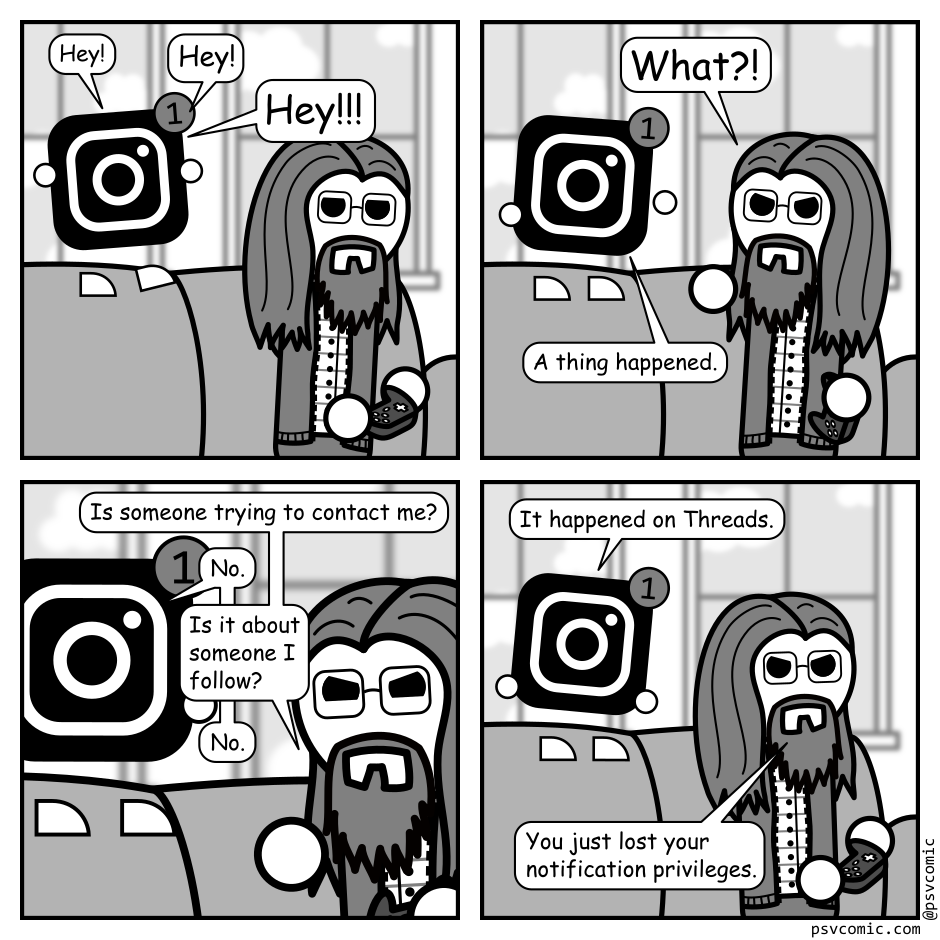 Hey!
Hey!
Hey!!!
1
What?!
1
A thing happened.
Is someone trying to contact me?
1
No.
Is it about
someone I
follow?
No.
It happened on Threads.
1
You just lost your
notification privileges.
@psvcomic
psvcomic.com